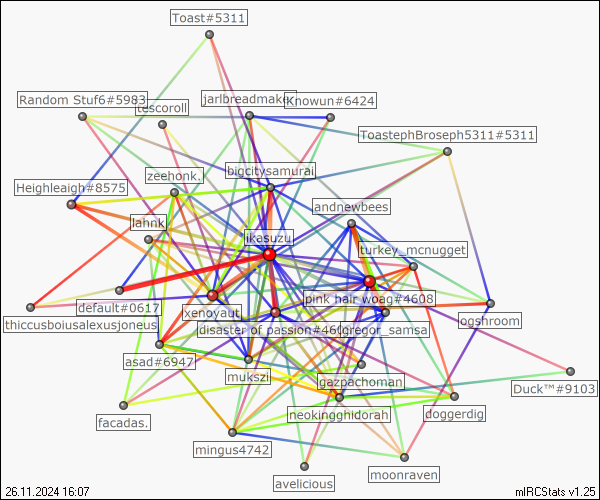 Toast#5311
Random Stuf6#5983
tescoroll
jarlbreadmake
Knowun#6424
ToastephBroseph5311#5311
zeehonk.
bigcitysamurai
Heighleaigh#8575
andnewbees
lahnk
ikasuzu
turkey_mcnugget
default#0617
xenoyaut
pink hair woag#4608
thiccusboiusalexusjoneus
disaster of passion#46
gregor_samsa
ogshroom
asad#6947
mukszi
gazpachoman
Duck™#9103
facadas.
neokingghidorah
doggerdig
mingus4742
avelicious
moonraven
26.11.2024 16:07
mIRCStats v1.25